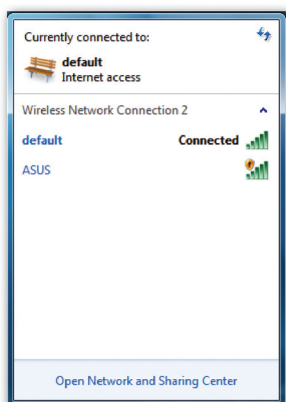 Currently connected to:
default
Internet access
Wireless Network Connection 2
default Connected
ASUS
Open Network and Sharing Center